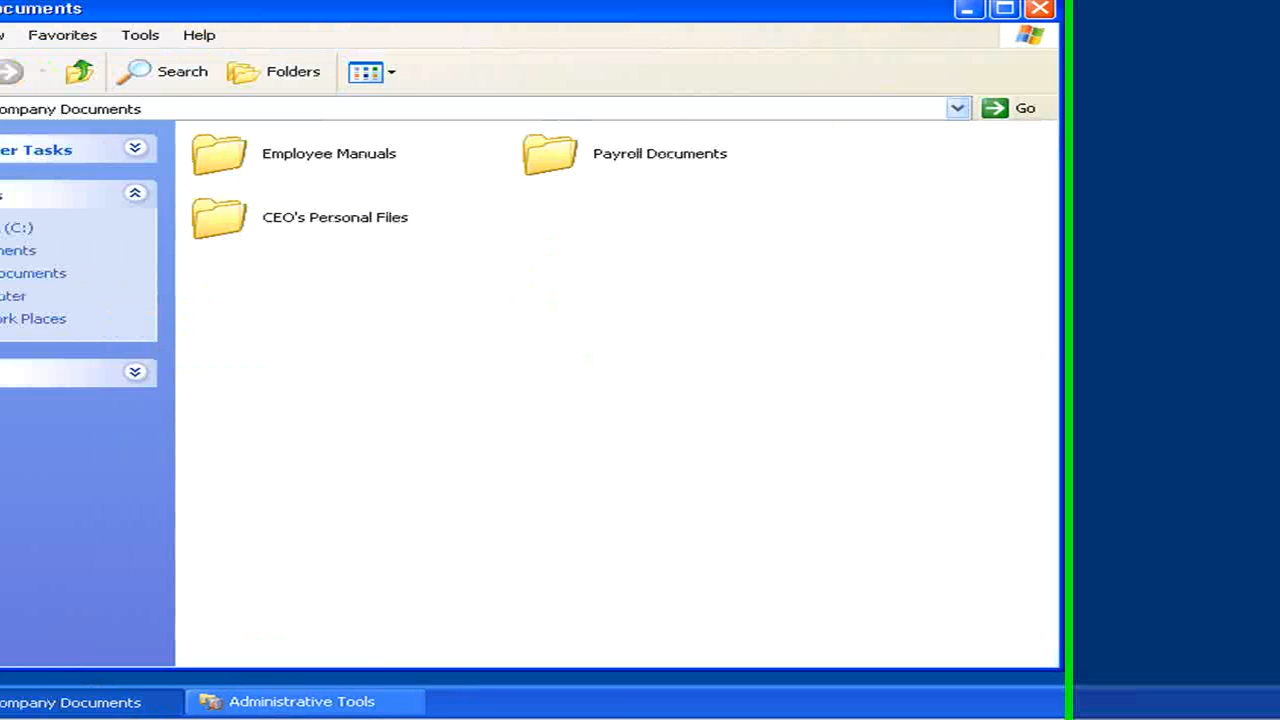 ocuments
Favorites Tools Help
Search Folders
ompany Documents Go
er Tasks
Employee Manuals Payroll Documents
s
CEO's Personal Files
(C:)
nents
ocuments
uter
ork Places
ompany Documents Administrative Tools